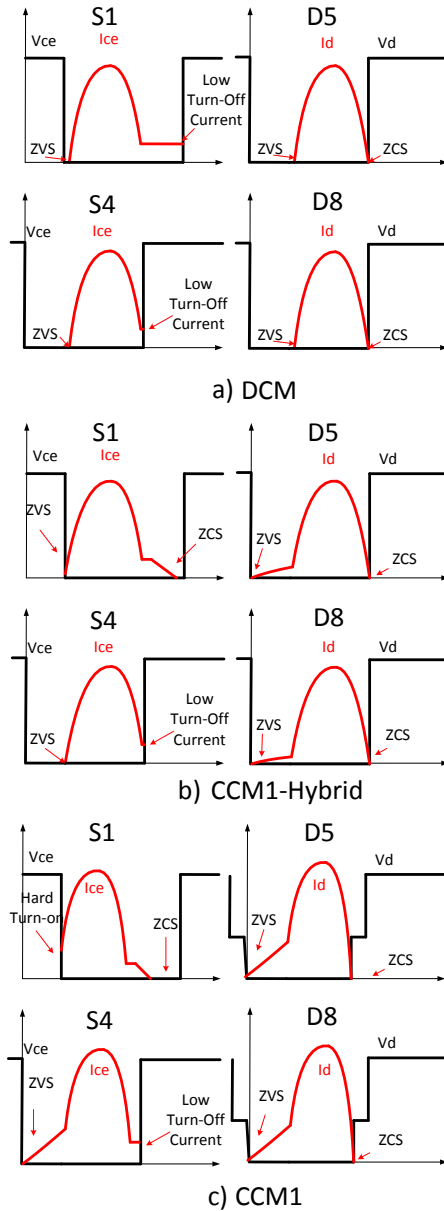 S1
Vce
Ice
Low
Turn-Off
Current
ZVS
D5
Id
Vd
ZVS
ZCS
S4
Vce
Ice
Low
Turn-Off
Current
ZVS
D8
Id
Vd
ZVS
ZCS
a) DCM
S1
Vce
Ice
ZVS
ZCS
D5
Id
Vd
ZVS
ZCS
S4
Vce
Ice
Low
Turn-Off
Current
ZVS
D8
Id
Vd
ZVS
ZCS
b) CCM1-Hybrid
S1
Vce
Ice
Hard
Turn-on
ZCS
D5
Vd
Id
ZVS
ZCS
S4
Vce
Ice
ZVS
Low
Turn-Off
Current
D8
Vd
Id
ZVS
ZCS
c) CCM1